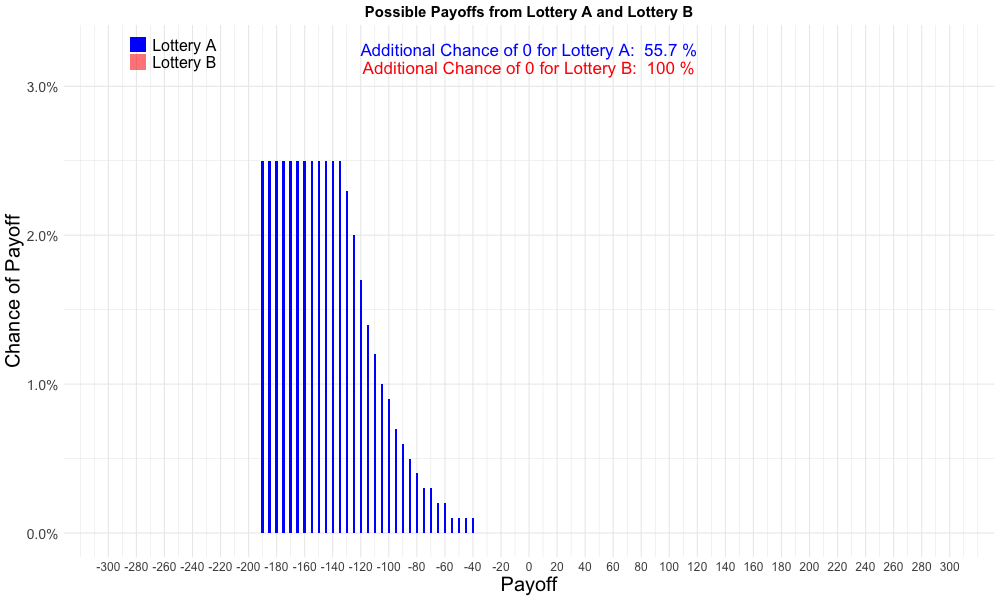 Possible Payoffs from Lottery A and Lottery B
Lottery A
Lottery B
Additional Chance of 0 for Lottery A:  55.7 %
Additional Chance of 0 for Lottery B:  100 %
Chance of Payoff
3.0%
2.0%
1.0%
0.0%
-300 -280 -260 -240 -220 -200 -180 -160 -140 -120 -100 -80 -60 -40 -20 0 20 40 60 80 100 120 140 160 180 200 220 240 260 280 300
Payoff